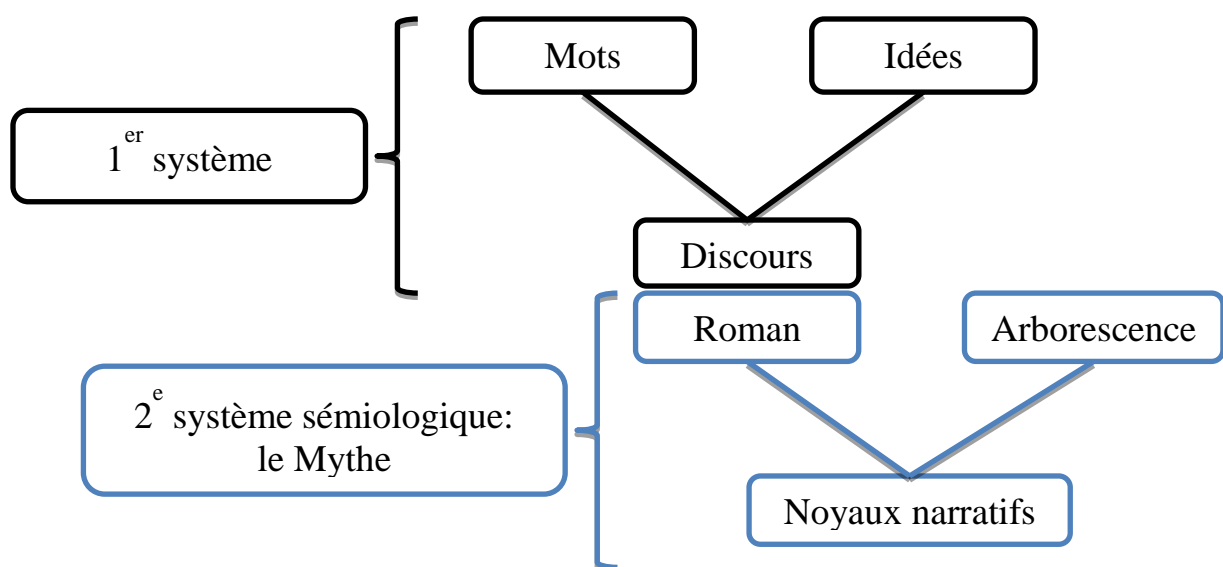 Mots
Idées
1er système
Discours
Roman
Arborescence
2e système sémiologique:
le Mythe
Noyaux narratifs